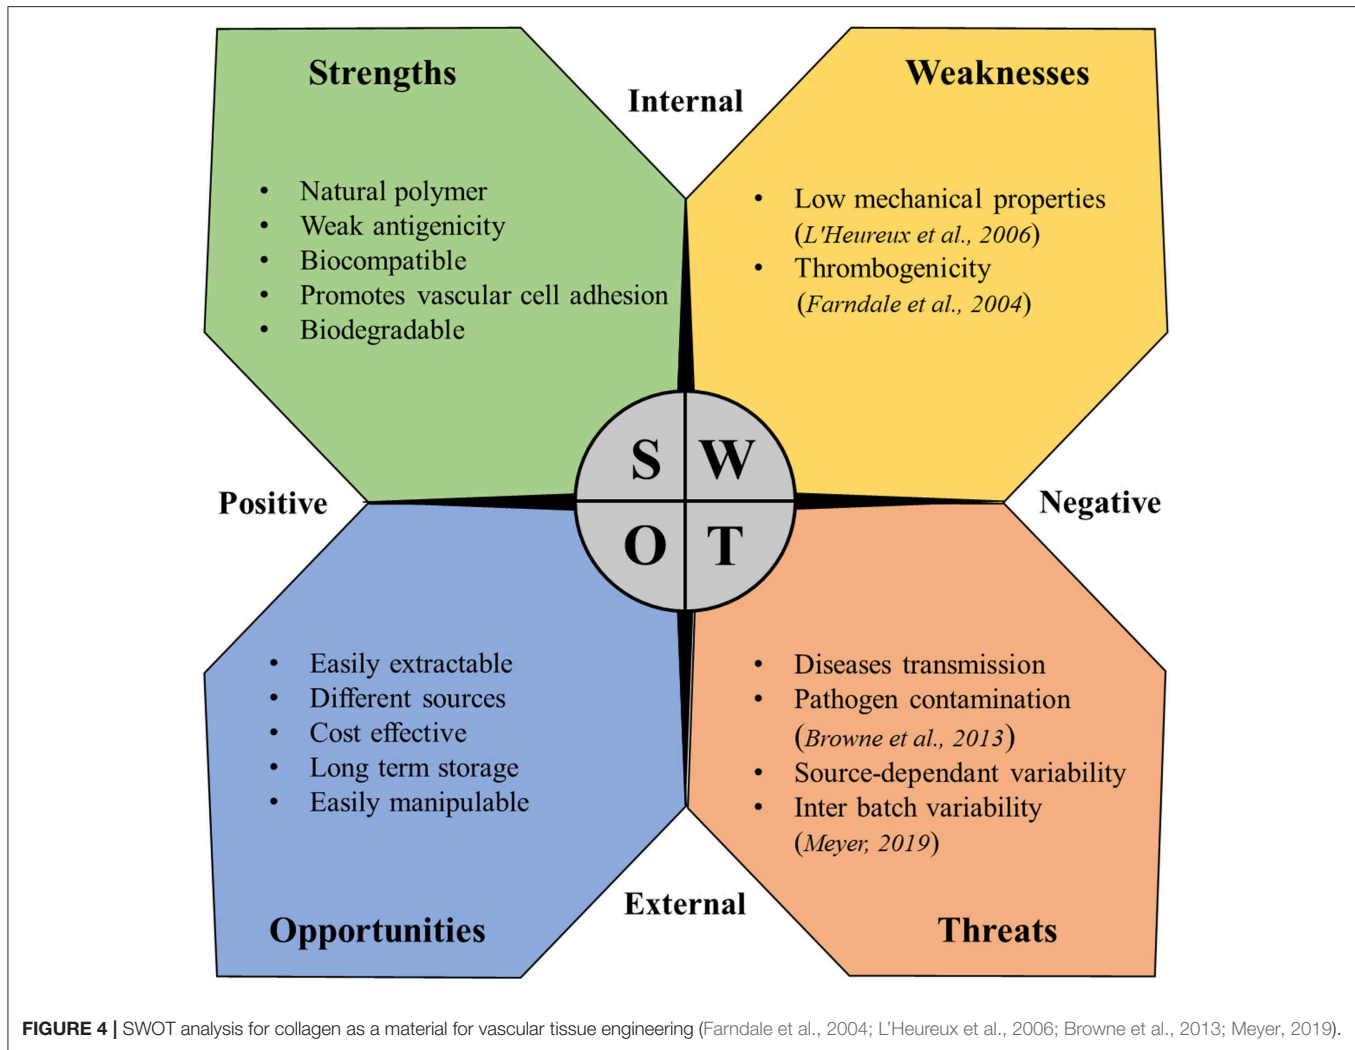 Strengths
Internal
Weaknesses
• Natural polymer
• Weak antigenicity
• Biocompatible
• Promotes vascular cell adhesion
• Biodegradable
• Low mechanical properties
(L'Heureux et al., 2006)
• Thrombogenicity
(Farndale et al., 2004)
S W
O T
Positive
Negative
• Easily extractable
• Different sources
• Cost effective
• Long term storage
• Easily manipulable
• Diseases transmission
• Pathogen contamination
(Browne et al., 2013)
• Source-dependant variability
• Inter batch variability
(Meyer, 2019)
Opportunities
External
Threats
FIGURE 4 | SWOT analysis for collagen as a material for vascular tissue engineering (Farndale et al., 2004; L'Heureux et al., 2006; Browne et al., 2013; Meyer, 2019).